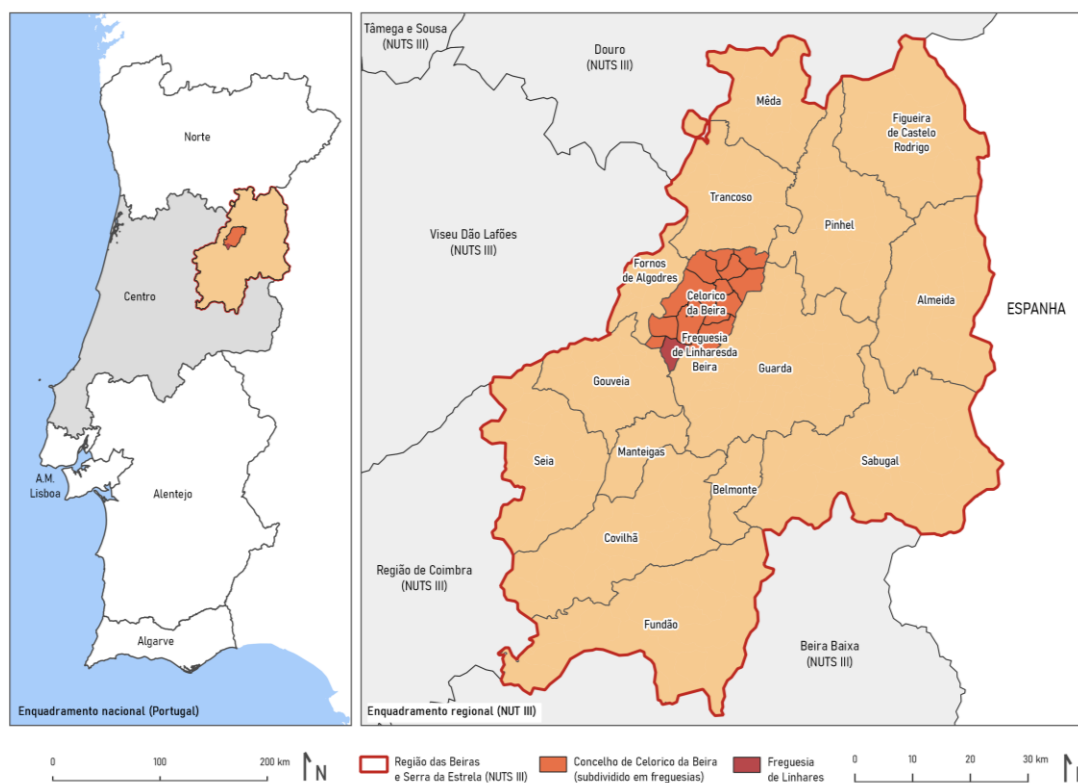 Norte
Centro
A.M.
Lisboa
Alentejo
Algarve
Enquadramento nacional (Portugal)
Tâmega e Sousa
(NUTS III)
Douro
(NUTS III)
Mêda
Figueira
de Castelo
Rodrigo
Trancoso
Pinhel
Viseu Dão Lafões
(NUTS III)
Fornos
de Algodres
Celorico
da Beira
Almeida
ESPANHA
Freguesia
de Linharesda
Beira
Guarda
Gouveia
Seia
Manteigas
Sabugal
Belmonte
Covilhã
Região de Coimbra
(NUTS III)
Fundão
Beira Baixa
(NUTS III)
Enquadramento regional (NUT III)
0 100 200 km
N
Região das Beiras
e Serra da Estrela (NUTS III)
Concelho de Celorico da Beira
(subdividido em freguesias)
Freguesia
de Linhares
0 10 20 30 km